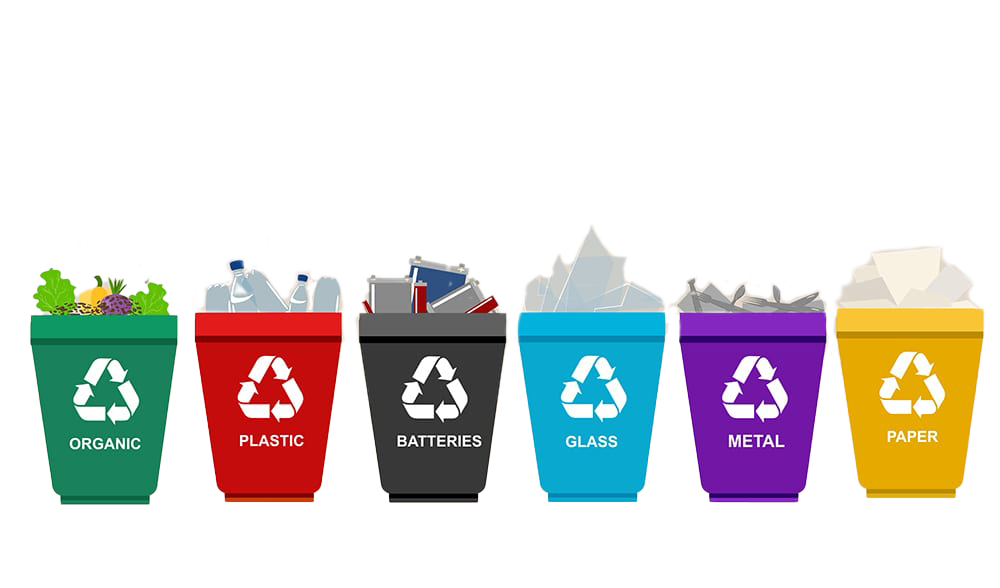 ORGANIC
PLASTIC
BATTERIES
GLASS
METAL
PAPER